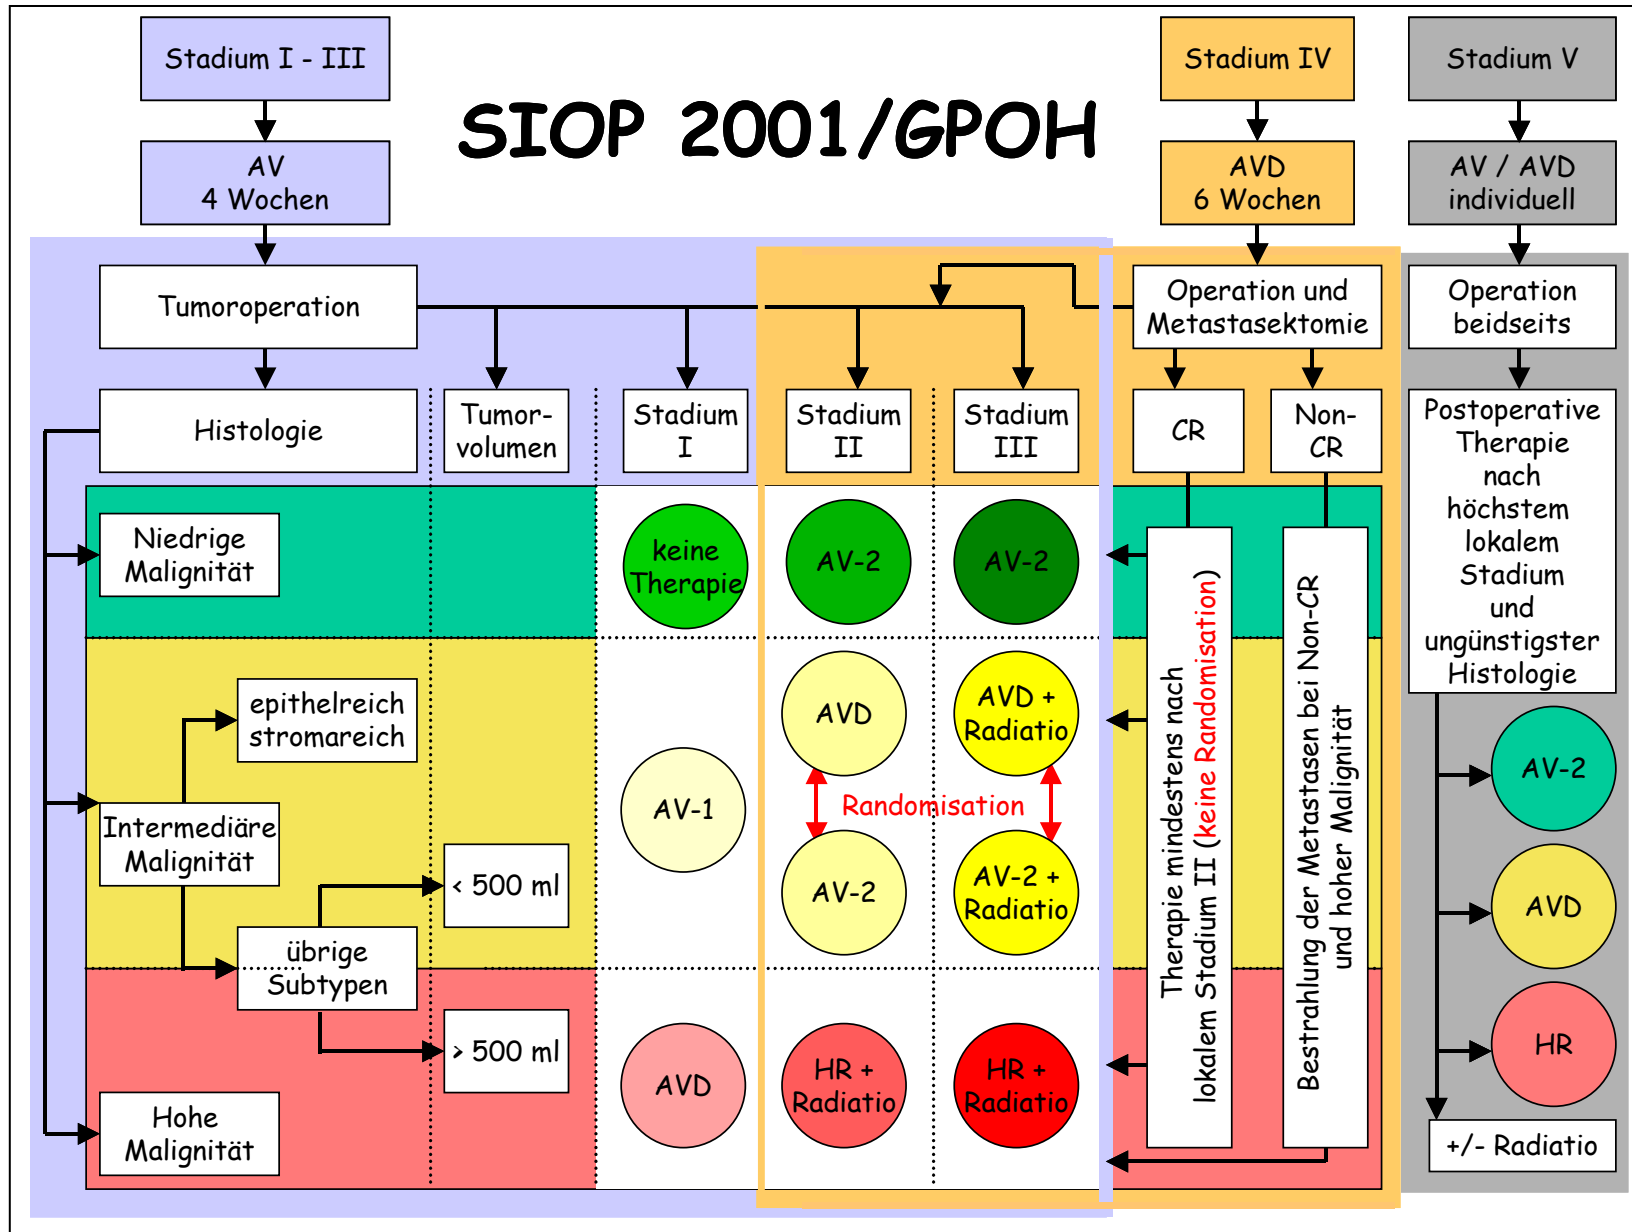 Stadium I - III
Stadium IV
Stadium V
SIOP 2001/GPOH
AV
4 Wochen
AVD
6 Wochen
AV / AVD
individuell
Tumoroperation
Operation und
Metastasektomie
Operation
beidseits
Histologie
Tumor-
volumen
Stadium
I
Stadium
II
Stadium
III
CR
Non-
CR
Postoperative
Therapie
nach
höchstem
lokalem
Stadium
und
ungünstigster
Histologie
Niedrige
Malignität
keine
Therapie
AV-2
AV-2
Therapie mindestens nach
lokalem Stadium II (keine Randomisation)
Bestrahlung der Metastasen bei Non-CR
und hoher Malignität
epithelreich
stromareich
AVD
AVD +
Radiatio
AV-2
Intermediäre
Malignität
AV-1
Randomisation
< 500 ml
AV-2
AV-2 +
Radiatio
AVD
übrige
Subtypen
> 500 ml
AVD
HR +
Radiatio
HR +
Radiatio
HR
Hohe
Malignität
+/- Radiatio